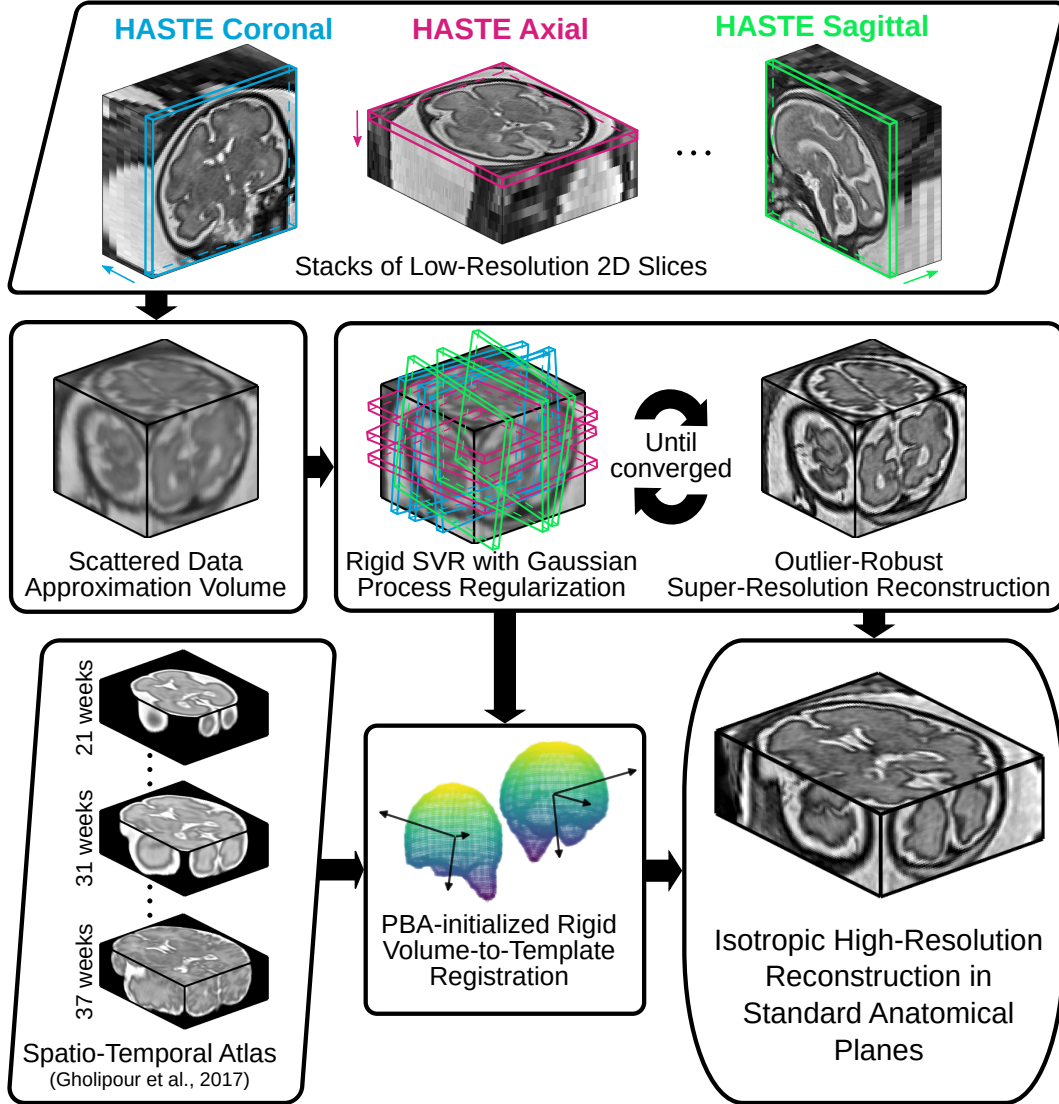 HASTE Coronal
HASTE Axial
HASTE Sagittal
...
Stacks of Low-Resolution 2D Slices
Scattered Data
Approximation Volume
Rigid SVR with Gaussian
Process Regularization
Until
converged
Outlier-Robust
Super-Resolution Reconstruction
21 weeks
31 weeks
37 weeks
Spatio-Temporal Atlas
(Gholipour et al., 2017)
PBA-initialized Rigid
Volume-to-Template
Registration
Isotropic High-Resolution
Reconstruction in
Standard Anatomical
Planes